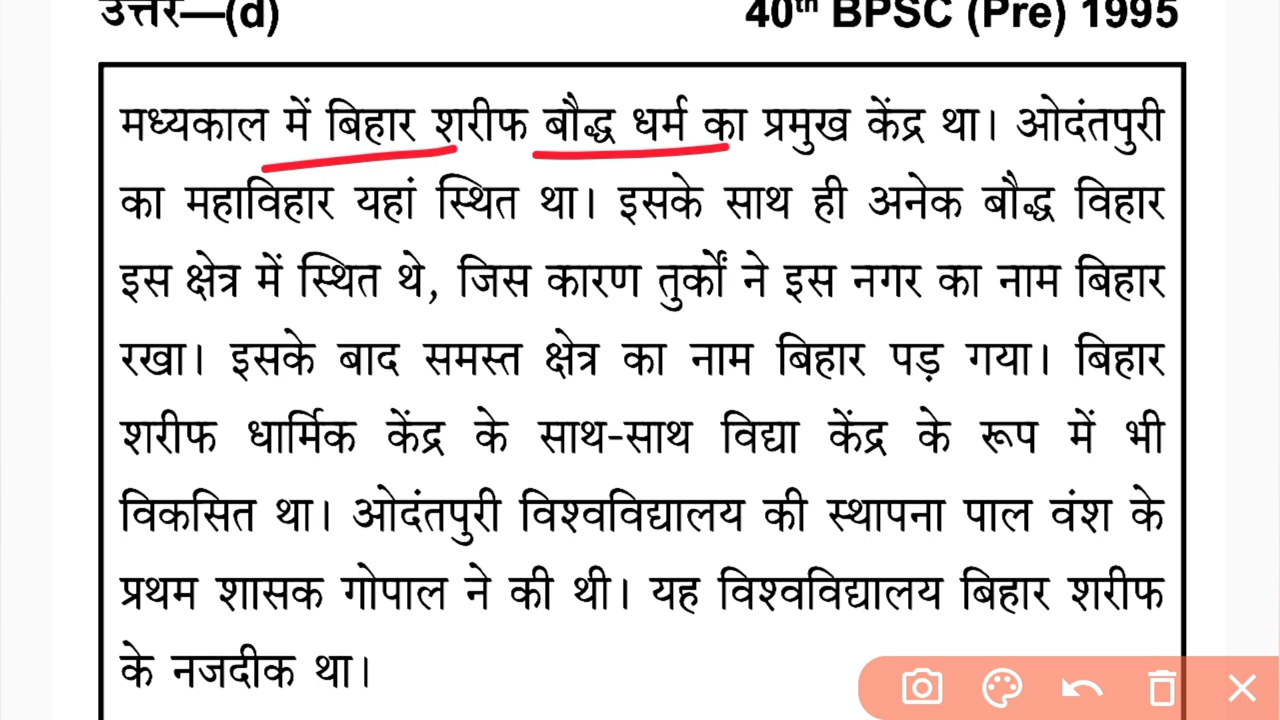 उत्तर—(d) 40th BPSC (Pre) 1995
मध्यकाल में बिहार शरीफ बौद्ध धर्म का प्रमुख केंद्र था। ओदंतपुरी
का महाविहार यहां स्थित था। इसके साथ ही अनेक बौद्ध विहार
इस क्षेत्र में स्थित थे, जिस कारण तुर्कों ने इस नगर का नाम बिहार
रखा। इसके बाद समस्त क्षेत्र का नाम बिहार पड़ गया। बिहार
शरीफ धार्मिक केंद्र के साथ-साथ विद्या केंद्र के रूप में भी
विकसित था। ओदंतपुरी विश्वविद्यालय की स्थापना पाल वंश के
प्रथम शासक गोपाल ने की थी। यह विश्वविद्यालय बिहार शरीफ
के नजदीक था।